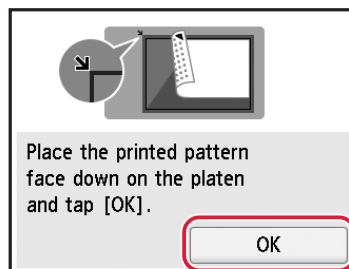 Place the printed pattern
face down on the platen
and tap [OK].
OK